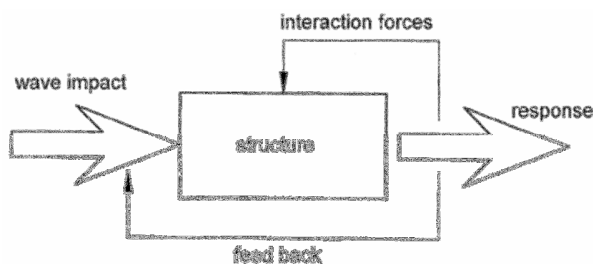 interaction forces
wave impact
response
structure
feed back